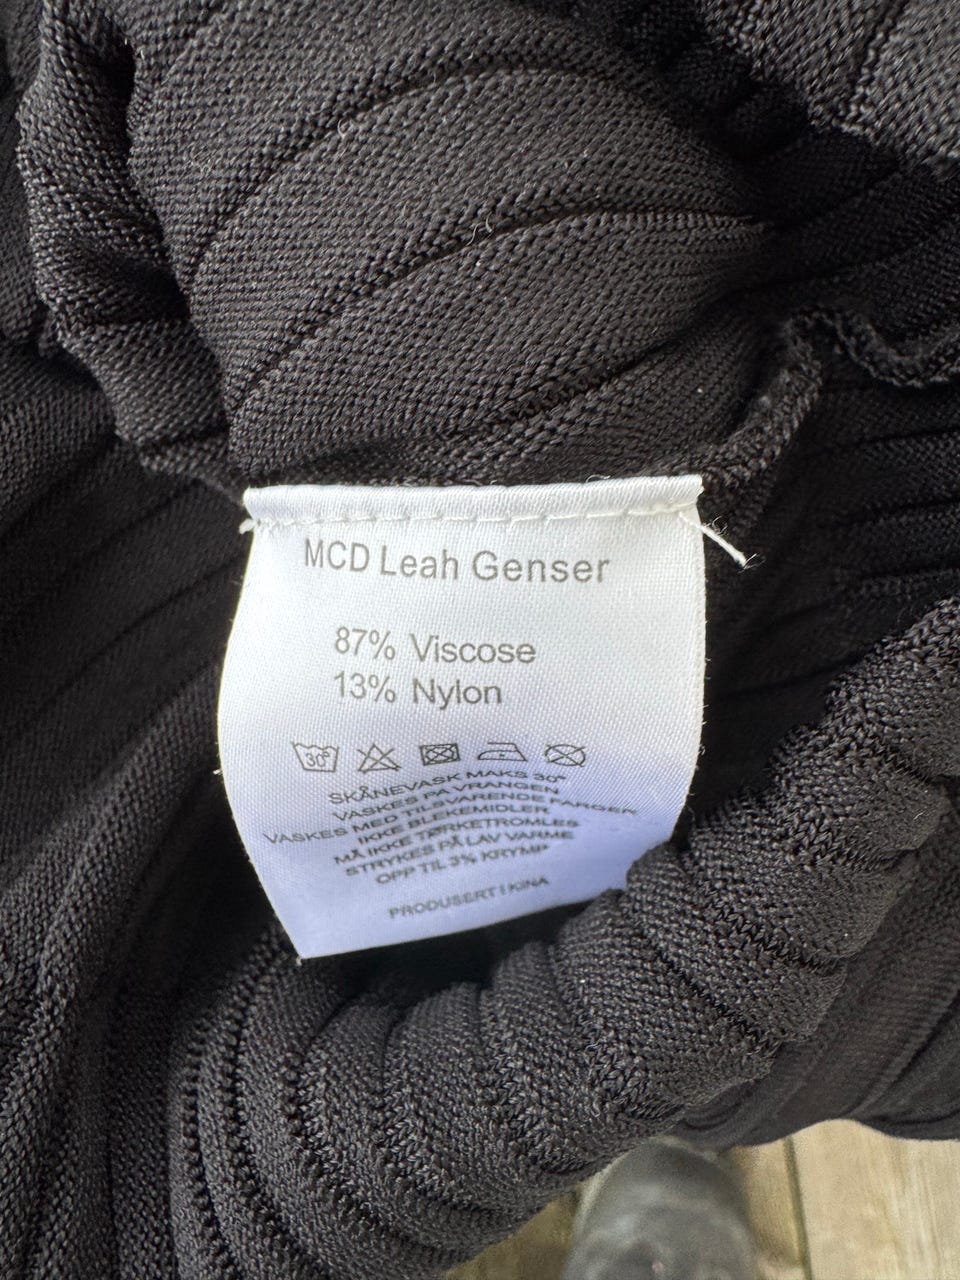 MCD Leah Genser
87% Viscose
13% Nylon
30°
SKÅNEVASK MAKS 30°
VASKES PÅ VRANGEN
VASKES MED TILSVARENDE FARGER
IKKE BLEKEMIDLER
MÅ IKKE TØRKETROMLES
STRYKES PÅ LAV VARME
OPP TIL 3% KRYMP
PRODUSERT I KINA